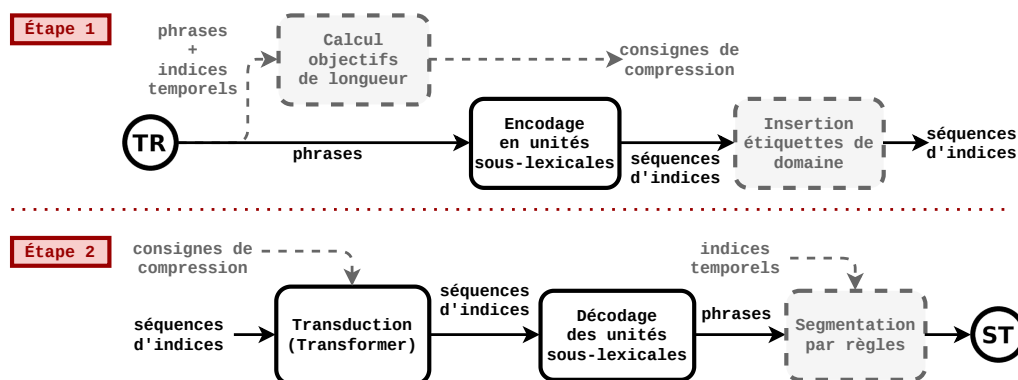 Étape 1
phrases
+
indices
temporels
Calcul
objectifs
de longueur
consignes de
compression
TR
phrases
Encodage
en unités
sous-lexicales
séquences
d'indices
Insertion
étiquettes de
domaine
séquences
d'indices
Étape 2
consignes de
compression
séquences
d'indices
Transduction
(Transformer)
séquences
d'indices
Décodage
des unités
sous-lexicales
phrases
indices
temporels
Segmentation
par règles
ST